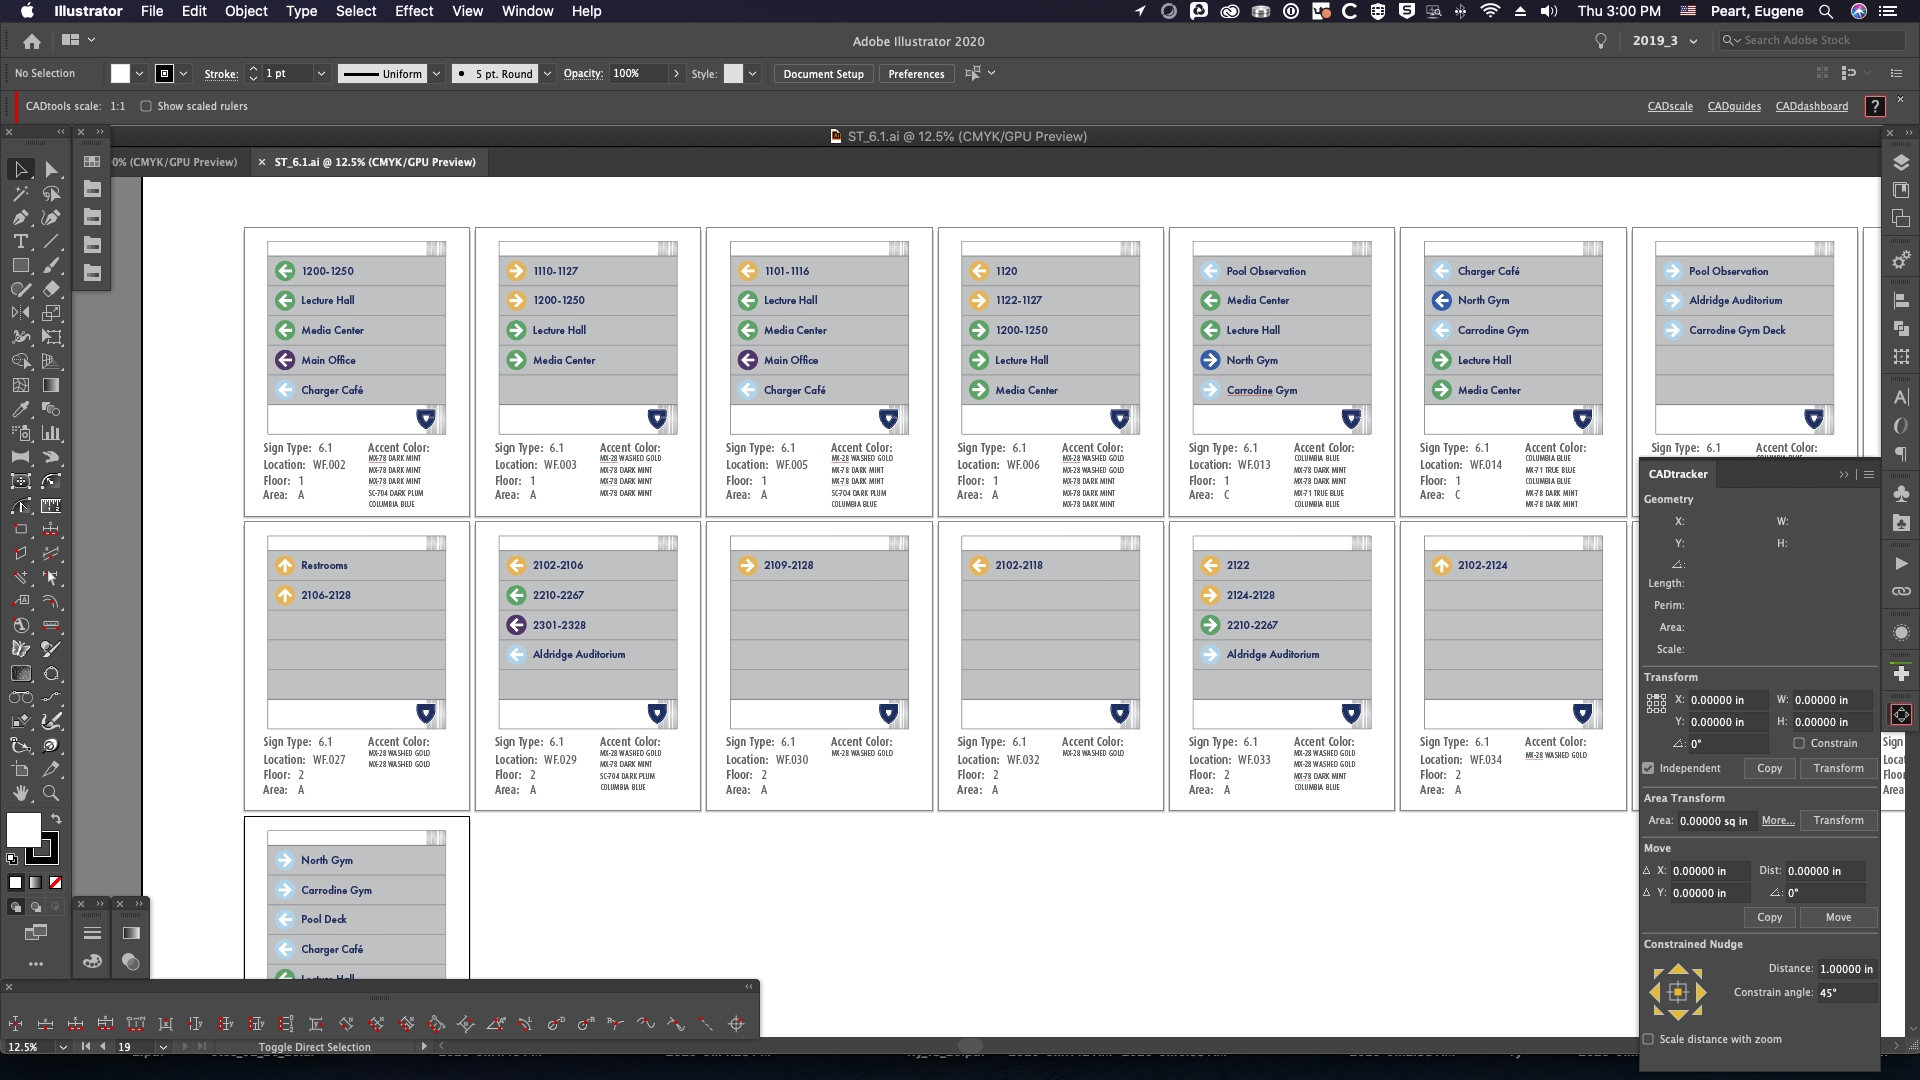 Illustrator File Edit Object Type Select Effect View Window Help Thu 3:00 PM Peart, Eugene
Adobe Illustrator 2020 2019_3 Search Adobe Stock
No Selection Stroke: 1 pt Uniform 5 pt. Round Opacity: 100% Style: Document Setup Preferences
CADtools scale: 1:1 Show scaled rulers CADscale CADguides CADdashboard ?
ST_6.1.ai @ 12.5% (CMYK/GPU Preview)
0% (CMYK/GPU Preview) ST_6.1.ai @ 12.5% (CMYK/GPU Preview)
1200-1250
Lecture Hall
Media Center
Main Office
Charger Café
Sign Type: 6.1
Location: WF.002
Floor: 1
Area: A
Accent Color:
MX-78 DARK MINT
MX-78 DARK MINT
MX-78 DARK MINT
SC-704 DARK PLUM
COLUMBIA BLUE
1110-1127
1200-1250
Lecture Hall
Media Center
Sign Type: 6.1
Location: WF.003
Floor: 1
Area: A
Accent Color:
MX-28 WASHED GOLD
MX-78 DARK MINT
MX-78 DARK MINT
MX-78 DARK MINT
1101-1116
Lecture Hall
Media Center
Main Office
Charger Café
Sign Type: 6.1
Location: WF.005
Floor: 1
Area: A
Accent Color:
MX-28 WASHED GOLD
MX-78 DARK MINT
MX-78 DARK MINT
SC-704 DARK PLUM
COLUMBIA BLUE
1120
1122-1127
1200-1250
Lecture Hall
Media Center
Sign Type: 6.1
Location: WF.006
Floor: 1
Area: A
Accent Color:
MX-28 WASHED GOLD
MX-28 WASHED GOLD
MX-78 DARK MINT
MX-78 DARK MINT
MX-78 DARK MINT
Pool Observation
Media Center
Lecture Hall
North Gym
Carrodine Gym
Sign Type: 6.1
Location: WF.013
Floor: 1
Area: C
Accent Color:
COLUMBIA BLUE
MX-78 DARK MINT
MX-78 DARK MINT
MX-71 TRUE BLUE
COLUMBIA BLUE
Charger Café
North Gym
Carrodine Gym
Lecture Hall
Media Center
Sign Type: 6.1
Location: WF.014
Floor: 1
Area: C
Accent Color:
COLUMBIA BLUE
MX-71 TRUE BLUE
COLUMBIA BLUE
MX-78 DARK MINT
MX-78 DARK MINT
Pool Observation
Aldridge Auditorium
Carrodine Gym Deck
Sign Type: 6.1
Accent Color:
Restrooms
2106-2128
Sign Type: 6.1
Location: WF.027
Floor: 2
Area: A
Accent Color:
MX-28 WASHED GOLD
MX-28 WASHED GOLD
2102-2106
2210-2267
2301-2328
Aldridge Auditorium
Sign Type: 6.1
Location: WF.029
Floor: 2
Area: A
Accent Color:
MX-28 WASHED GOLD
MX-78 DARK MINT
SC-704 DARK PLUM
COLUMBIA BLUE
2109-2128
Sign Type: 6.1
Location: WF.030
Floor: 2
Area: A
Accent Color:
MX-28 WASHED GOLD
2102-2118
Sign Type: 6.1
Location: WF.032
Floor: 2
Area: A
Accent Color:
MX-28 WASHED GOLD
2122
2124-2128
2210-2267
Aldridge Auditorium
Sign Type: 6.1
Location: WF.033
Floor: 2
Area: A
Accent Color:
MX-28 WASHED GOLD
MX-28 WASHED GOLD
MX-78 DARK MINT
COLUMBIA BLUE
2102-2124
Sign Type: 6.1
Location: WF.034
Floor: 2
Area: A
Accent Color:
MX-28 WASHED GOLD
Sign
Locat
Floor
Area
North Gym
Carrodine Gym
Pool Deck
Charger Café
Lecture Hall
CADtracker
Geometry
X: W:
Y: H:
Length:
Perim:
Area:
Scale:
Transform
X: 0.00000 in W: 0.00000 in
Y: 0.00000 in H: 0.00000 in
0° Constrain
Independent Copy Transform
Area Transform
Area: 0.00000 sq in More... Transform
Move
X: 0.00000 in Dist: 0.00000 in
Y: 0.00000 in 0°
Copy Move
Constrained Nudge
Distance: 1.00000 in
Constrain angle: 45°
Scale distance with zoom
12.5% 19 Toggle Direct Selection